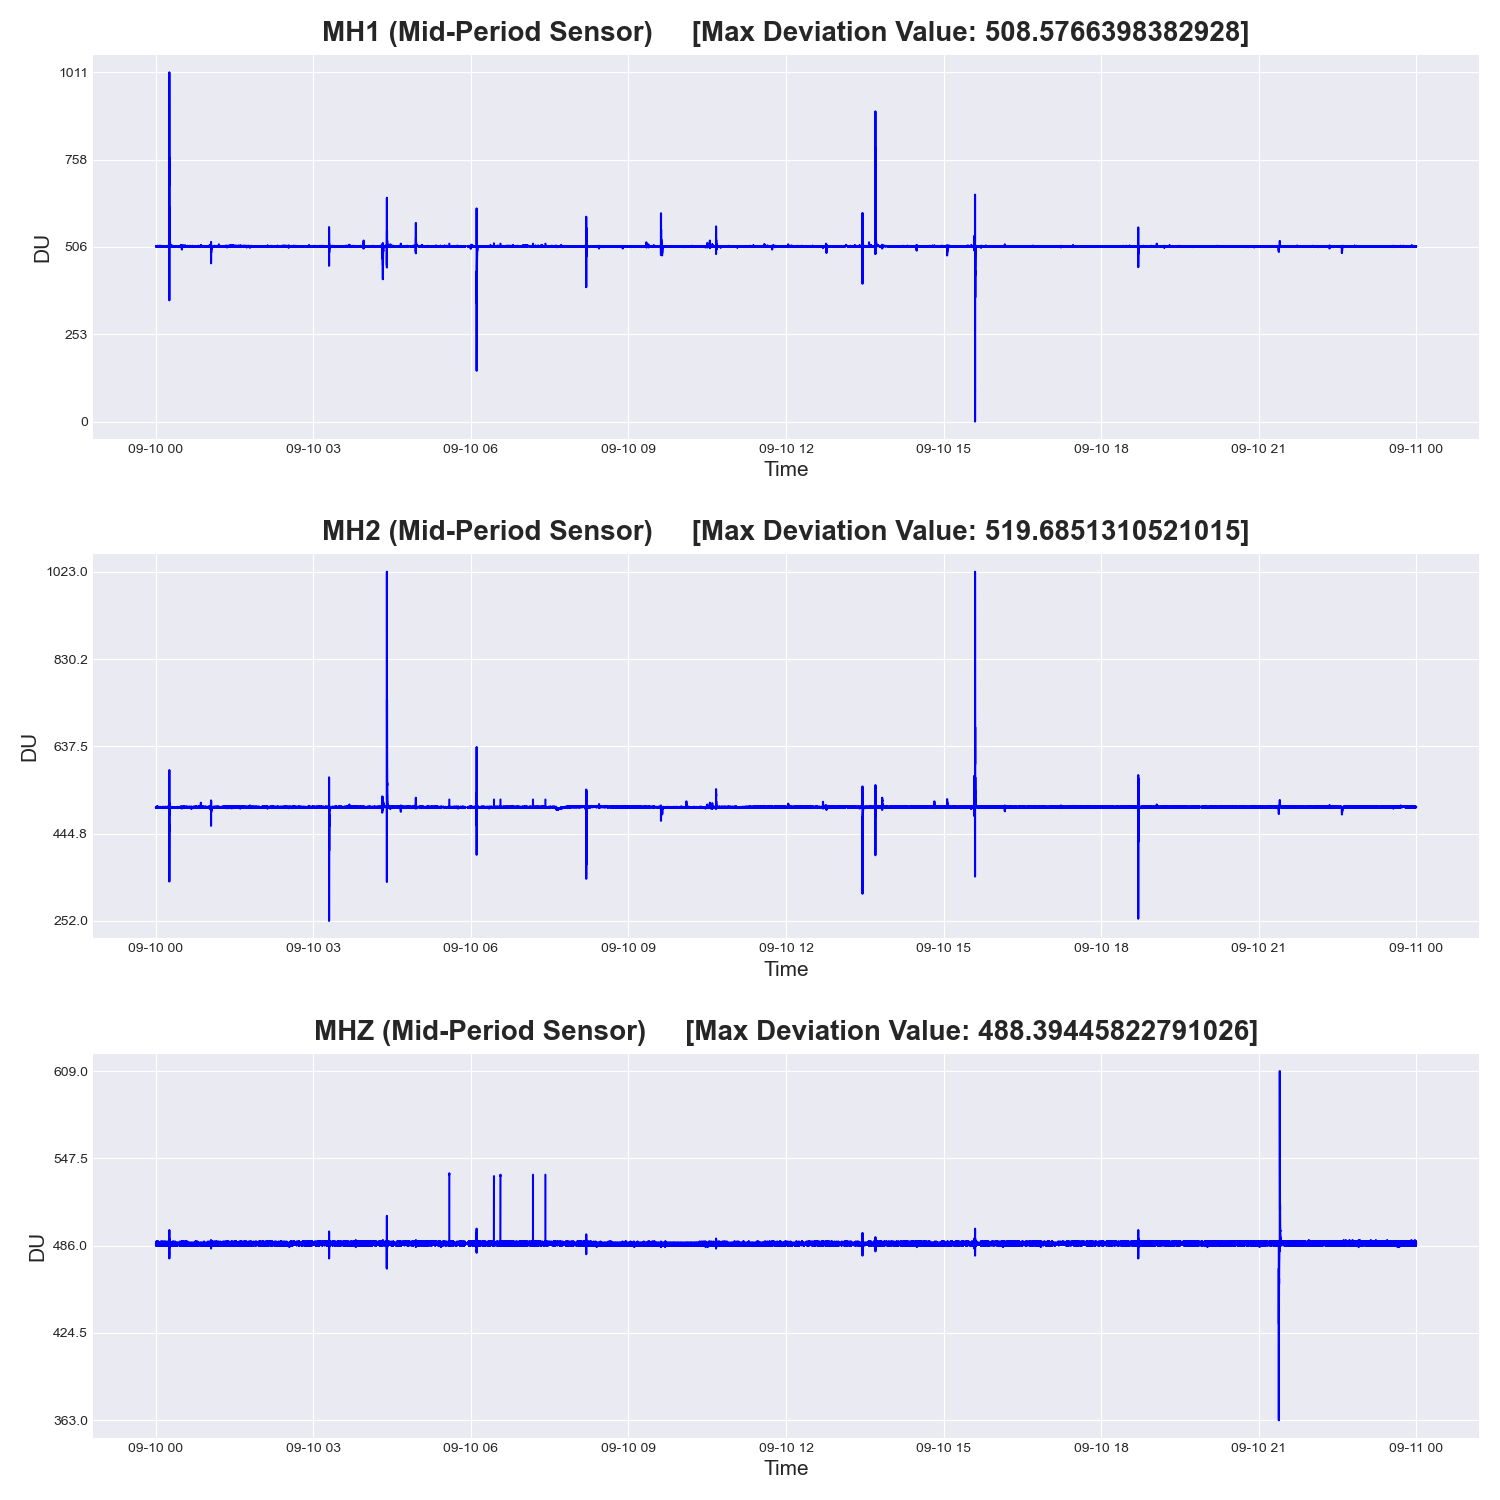 MH1 (Mid-Period Sensor) [Max Deviation Value: 508.5766398382928]
1011
758
506
253
0
DU
09-10 00 09-10 03 09-10 06 09-10 09 09-10 12 09-10 15 09-10 18 09-10 21 09-11 00
Time
MH2 (Mid-Period Sensor) [Max Deviation Value: 519.6851310521015]
1023.0
830.2
637.5
444.8
252.0
DU
09-10 00 09-10 03 09-10 06 09-10 09 09-10 12 09-10 15 09-10 18 09-10 21 09-11 00
Time
MHZ (Mid-Period Sensor) [Max Deviation Value: 488.39445822791026]
609.0
547.5
486.0
424.5
363.0
DU
09-10 00 09-10 03 09-10 06 09-10 09 09-10 12 09-10 15 09-10 18 09-10 21 09-11 00
Time